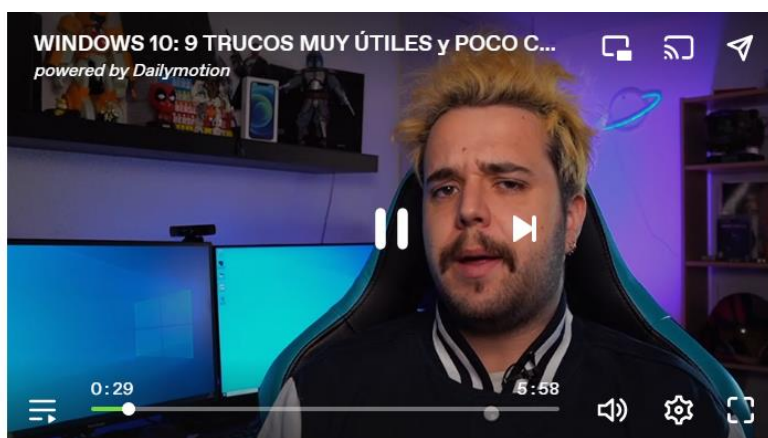 WINDOWS 10: 9 TRUCOS MUY ÚTILES y POCO C...
powered by Dailymotion
0:29
5:58